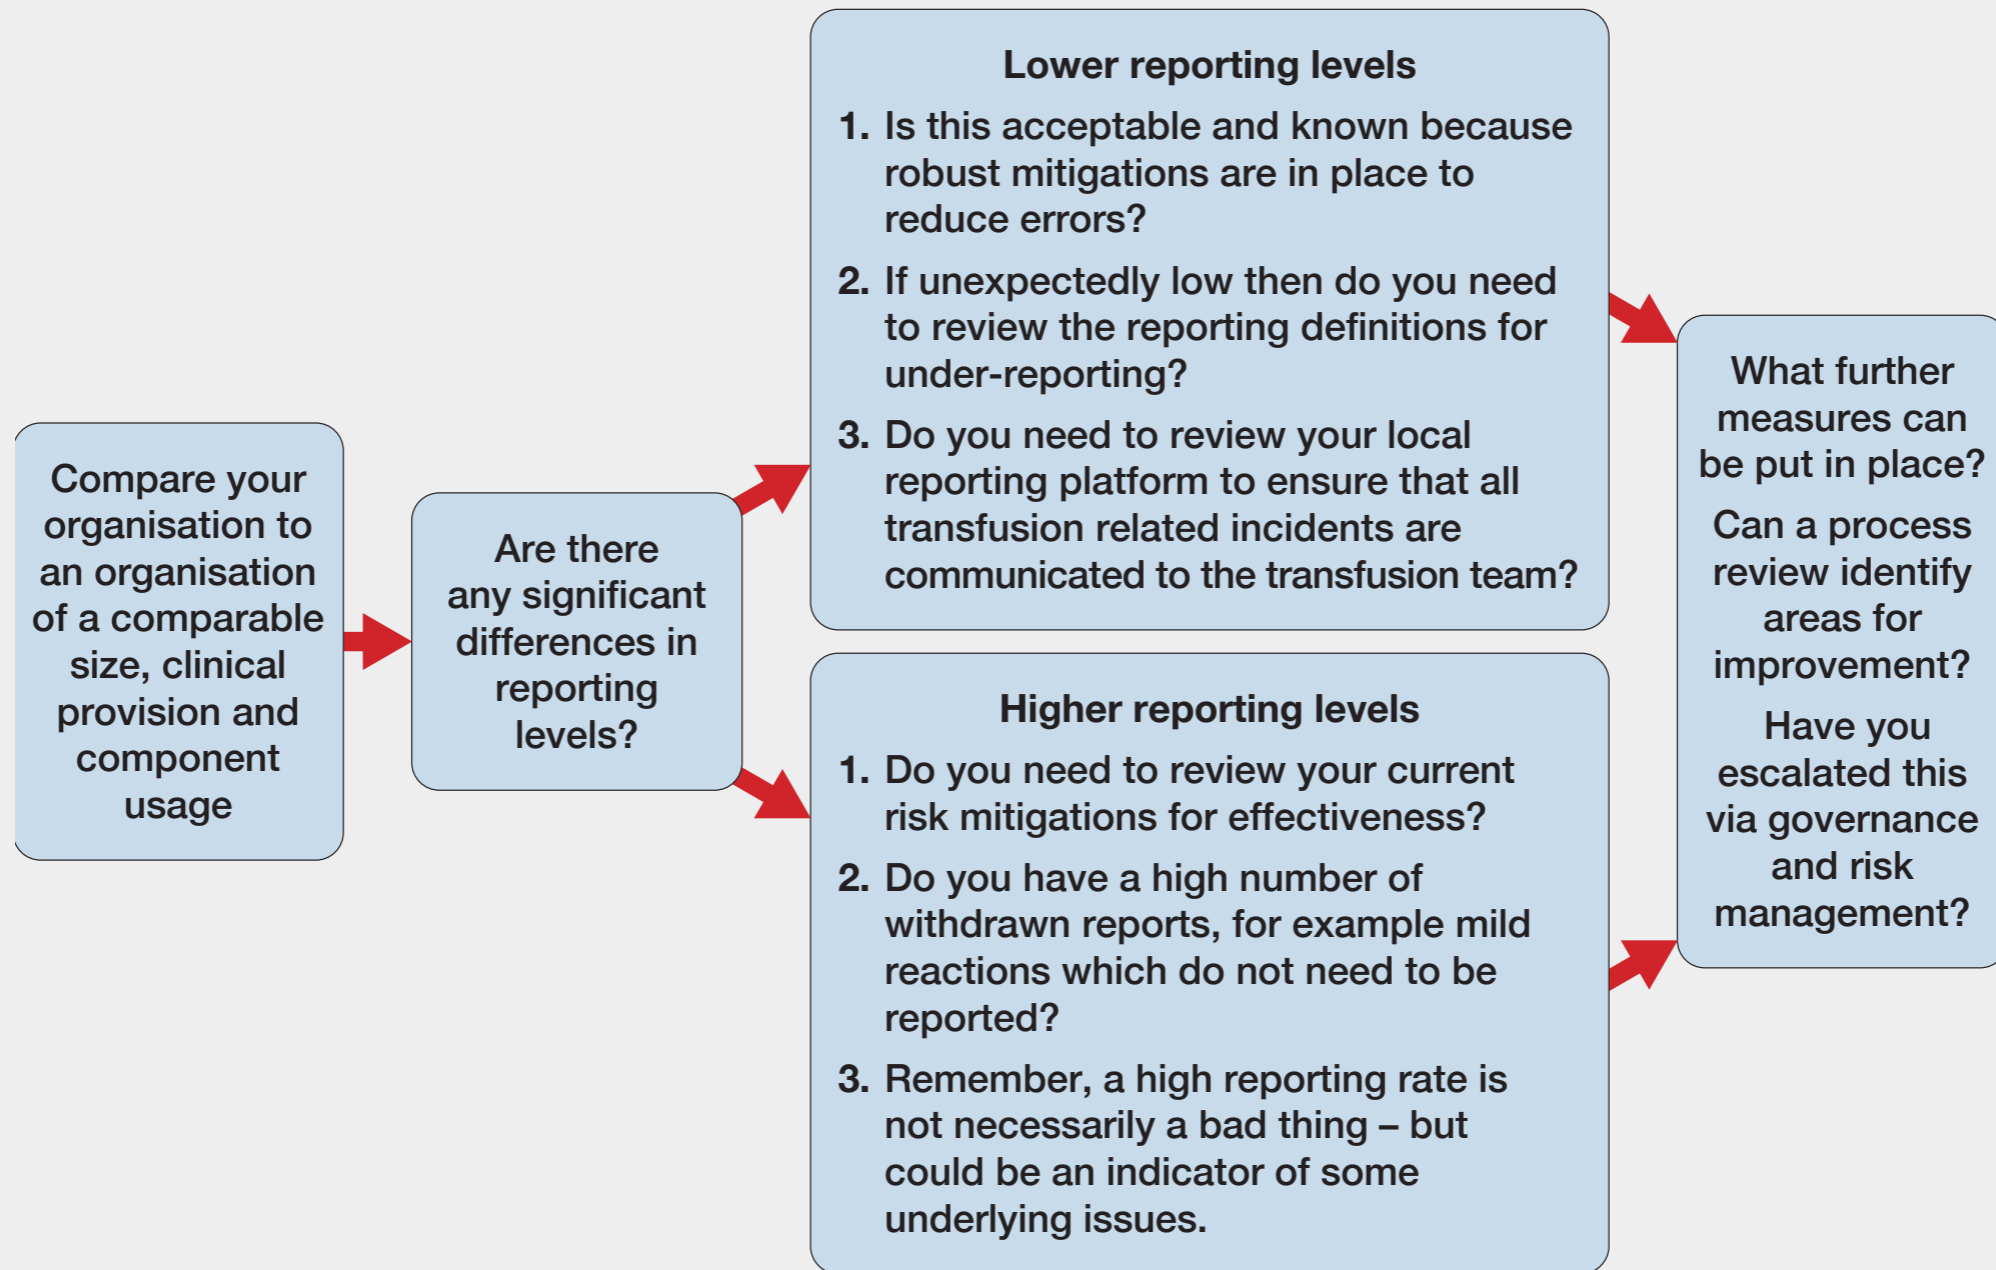 Compare your
organisation to
an organisation
of a comparable
size, clinical
provision and
component
usage
Are there
any significant
differences in
reporting
levels?
Lower reporting levels
1. Is this acceptable and known because
robust mitigations are in place to
reduce errors?
2. If unexpectedly low then do you need
to review the reporting definitions for
under-reporting?
3. Do you need to review your local
reporting platform to ensure that all
transfusion related incidents are
communicated to the transfusion team?
Higher reporting levels
1. Do you need to review your current
risk mitigations for effectiveness?
2. Do you have a high number of
withdrawn reports, for example mild
reactions which do not need to be
reported?
3. Remember, a high reporting rate is
not necessarily a bad thing – but
could be an indicator of some
underlying issues.
What further
measures can
be put in place?
Can a process
review identify
areas for
improvement?
Have you
escalated this
via governance
and risk
management?